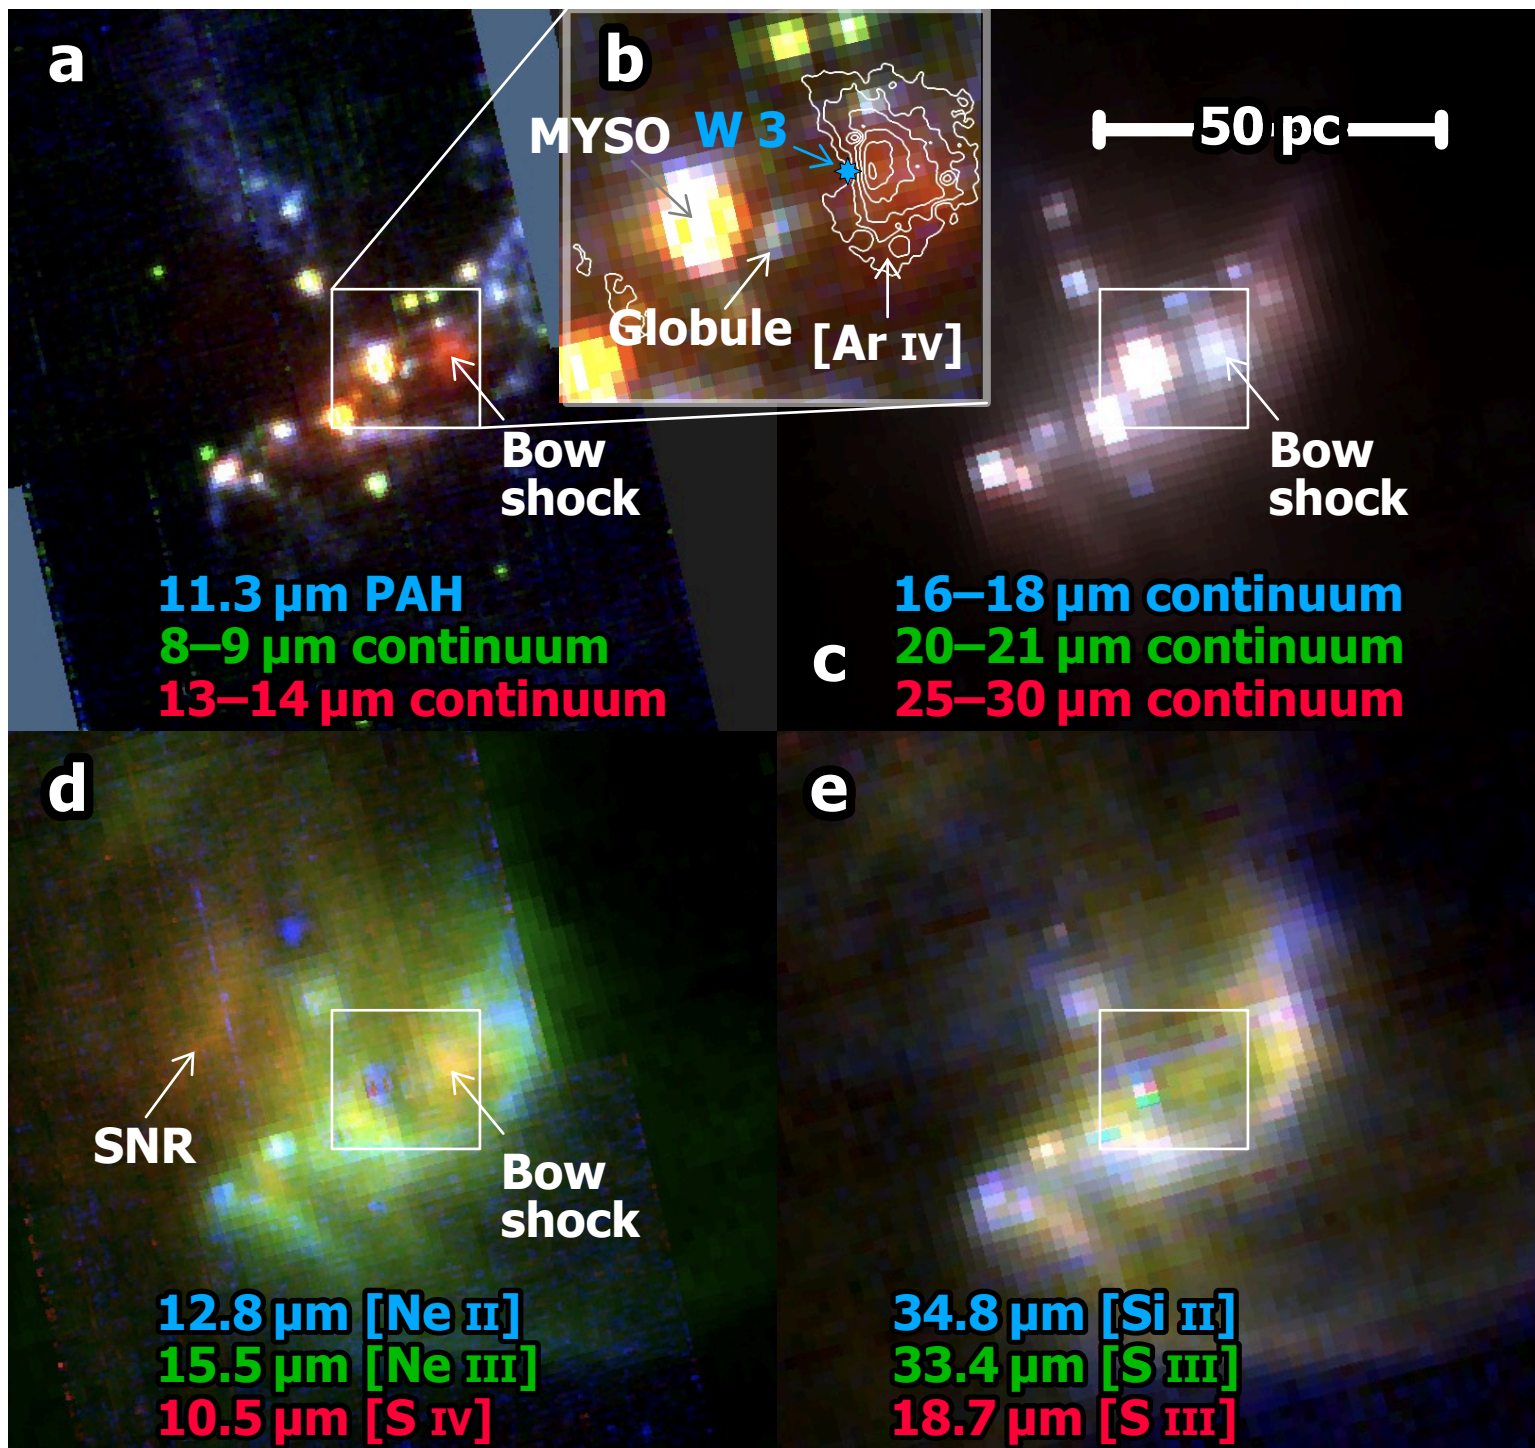 a
b
MYSO
W 3
Globule
[Ar IV]
50 pc
Bow
shock
11.3 µm PAH
8–9 µm continuum
13–14 µm continuum
Bow
shock
c
16–18 µm continuum
20–21 µm continuum
25–30 µm continuum
d
SNR
Bow
shock
12.8 µm [Ne II]
15.5 µm [Ne III]
10.5 µm [S IV]
e
34.8 µm [Si II]
33.4 µm [S III]
18.7 µm [S III]